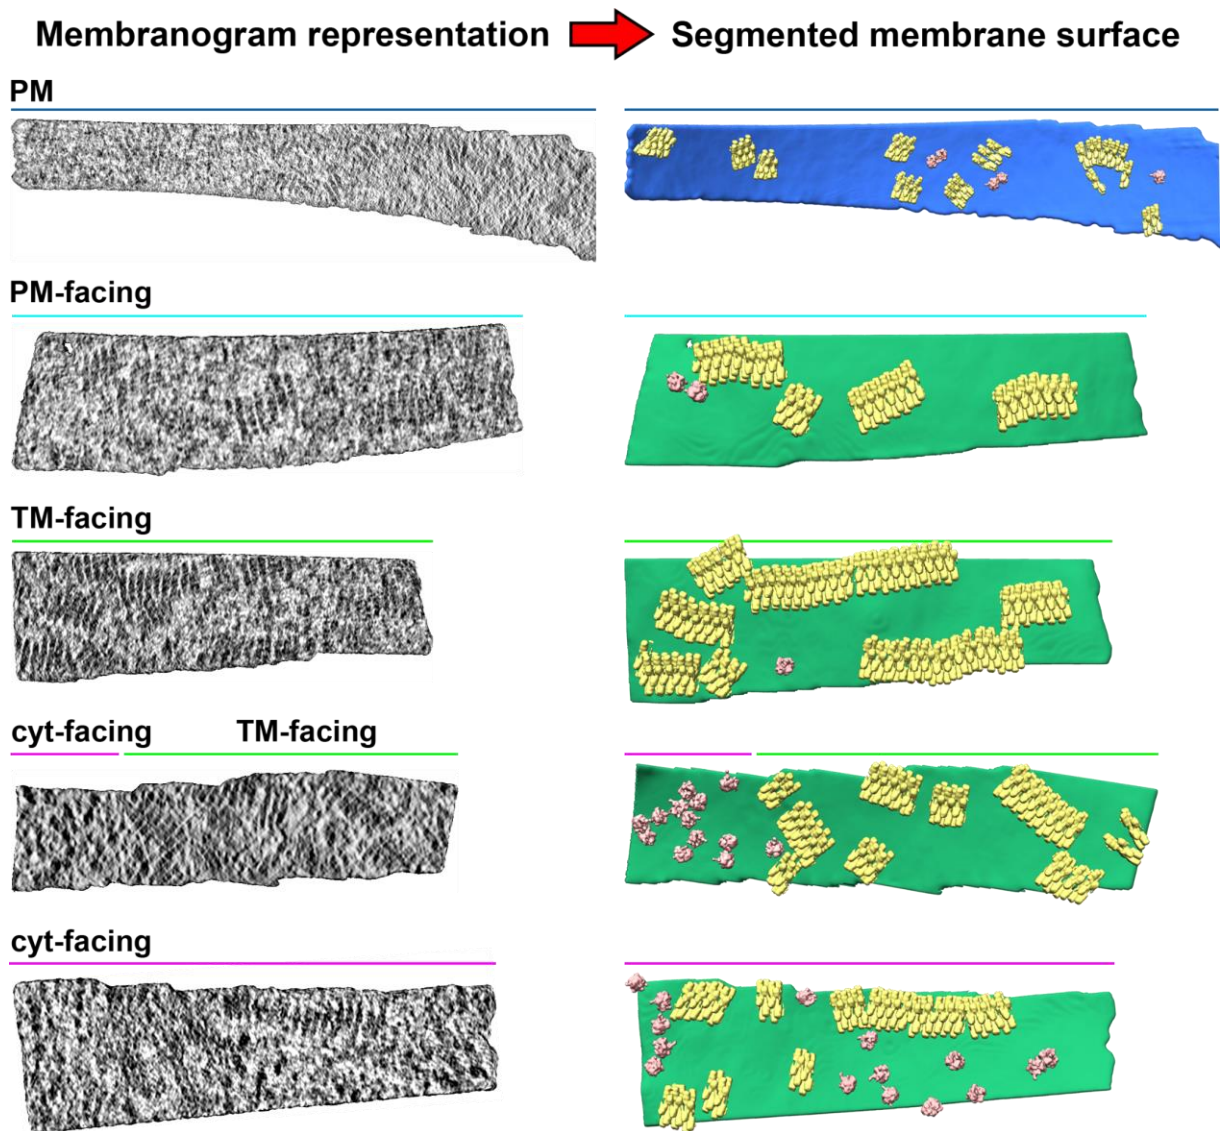 Membranogram representation Segmented membrane surface
PM
PM-facing
TM-facing
cyt-facing TM-facing
cyt-facing